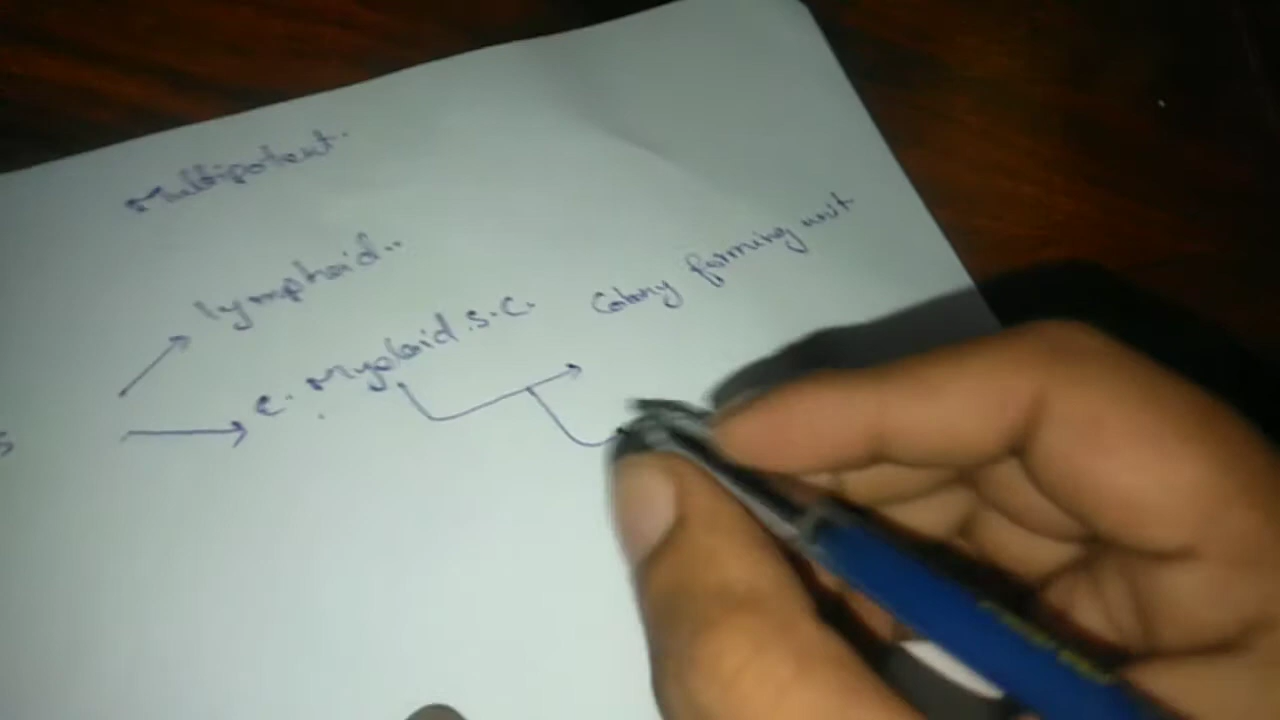 Multipotent.
lymphoid..
c. Myeloid.s.c.
Colony forming unit
s